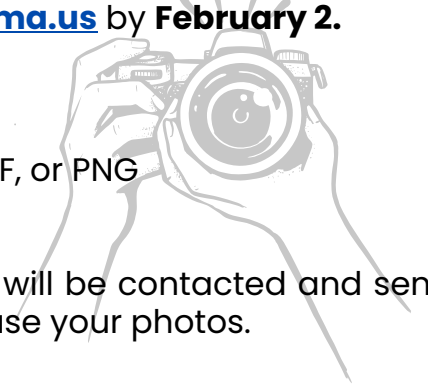 ma.us by February 2.
F, or PNG
will be contacted and sen
use your photos.